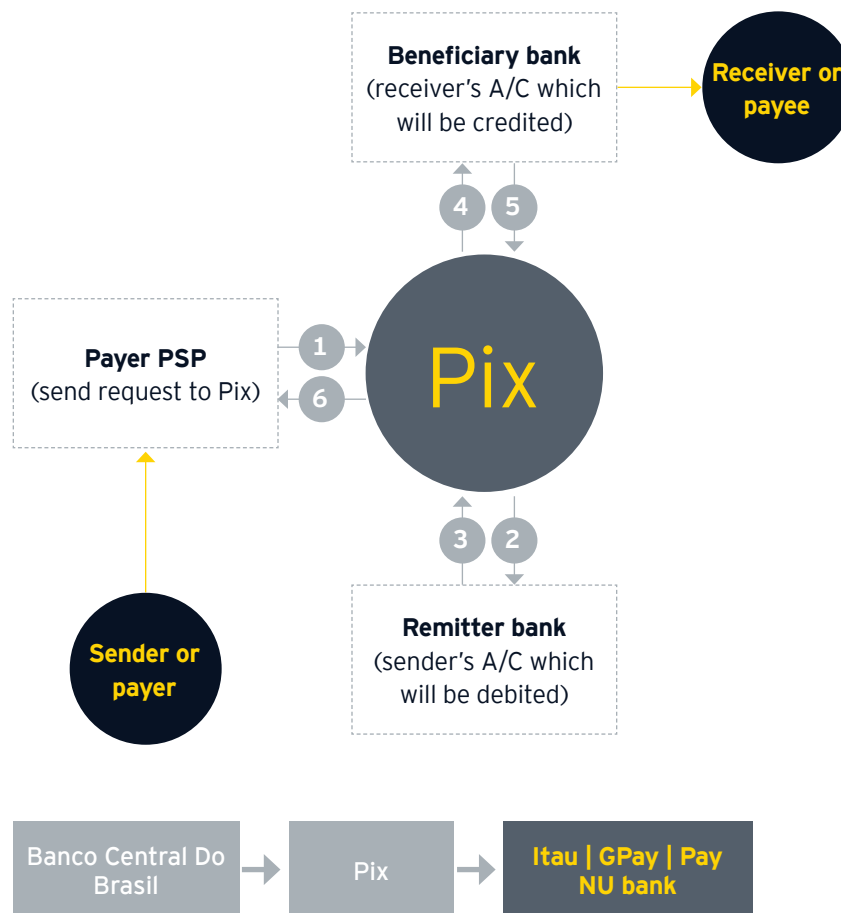 Beneficiary bank
(receiver's A/C which
will be credited)
Receiver or
payee
4
5
Payer PSP
(send request to Pix)
1
6
Pix
3
2
Sender or
payer
Remitter bank
(sender's A/C which
will be debited)
Banco Central Do
Brasil
Pix
Itau | GPay | Pay
NU bank